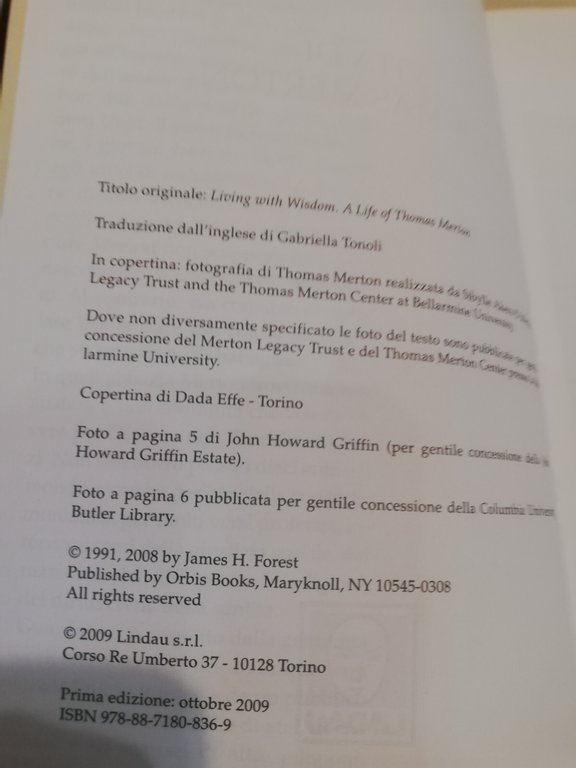 Titolo originale: Living with Wisdom. A Life of Thomas Merton
Traduzione dall'inglese di Gabriella Tonoli
In copertina: fotografia di Thomas Merton realizzata da Sibylle
Legacy Trust and the Thomas Merton Center at Bellarmine University
Dove non diversamente specificato le foto del testo sono pubblicate per
concessione del Merton Legacy Trust e del Thomas Merton Center
larmine University.
Copertina di Dada Effe - Torino
Foto a pagina 5 di John Howard Griffin (per gentile concessione
Howard Griffin Estate).
Foto a pagina 6 pubblicata per gentile concessione della Columbia
Butler Library.
© 1991, 2008 by James H. Forest
Published by Orbis Books, Maryknoll, NY 10545-0308
All rights reserved
© 2009 Lindau s.r.l.
Corso Re Umberto 37 - 10128 Torino
Prima edizione: ottobre 2009
ISBN 978-88-7180-836-9